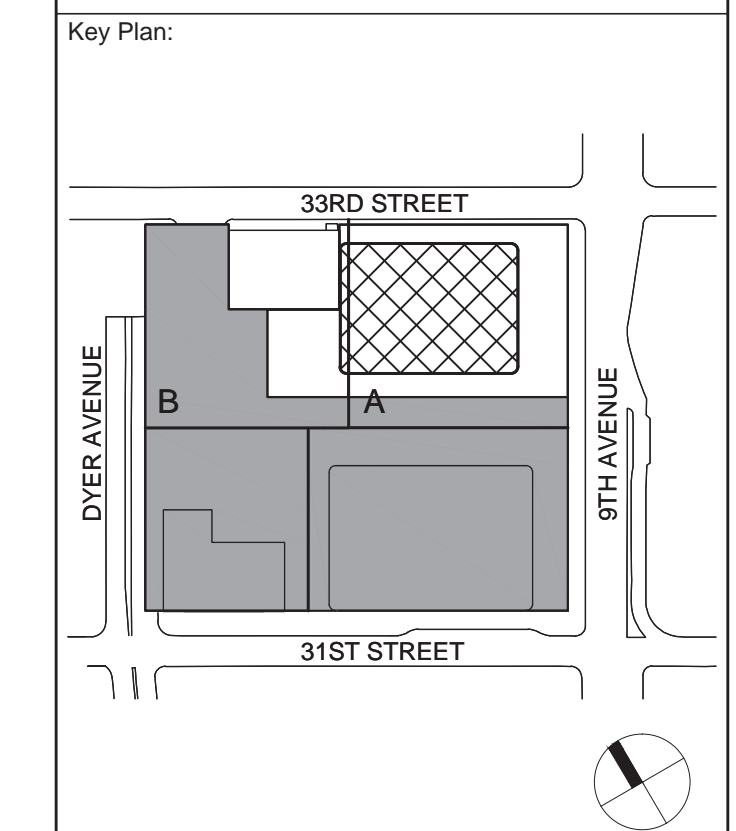 Key Plan:
33RD STREET
DYER AVENUE
B
A
9TH AVENUE
31ST STREET